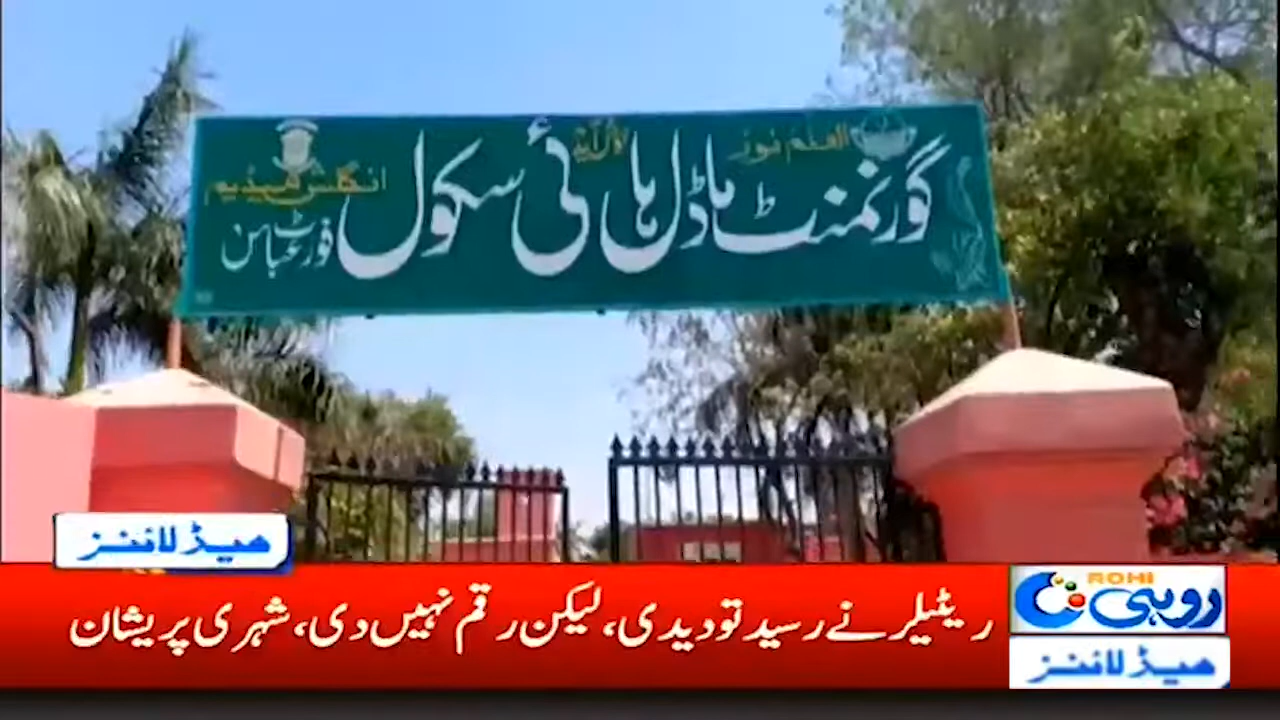 العلم نور
انگلش میڈیم
گورنمنٹ ماڈل ہائی سکول فورٹ عباس
ہیڈ لائنز
ریٹیلر نے رسید تو دیدی، لیکن رقم نہیں دی، شہری پریشان
ROHI
روہی
ہیڈ لائنز